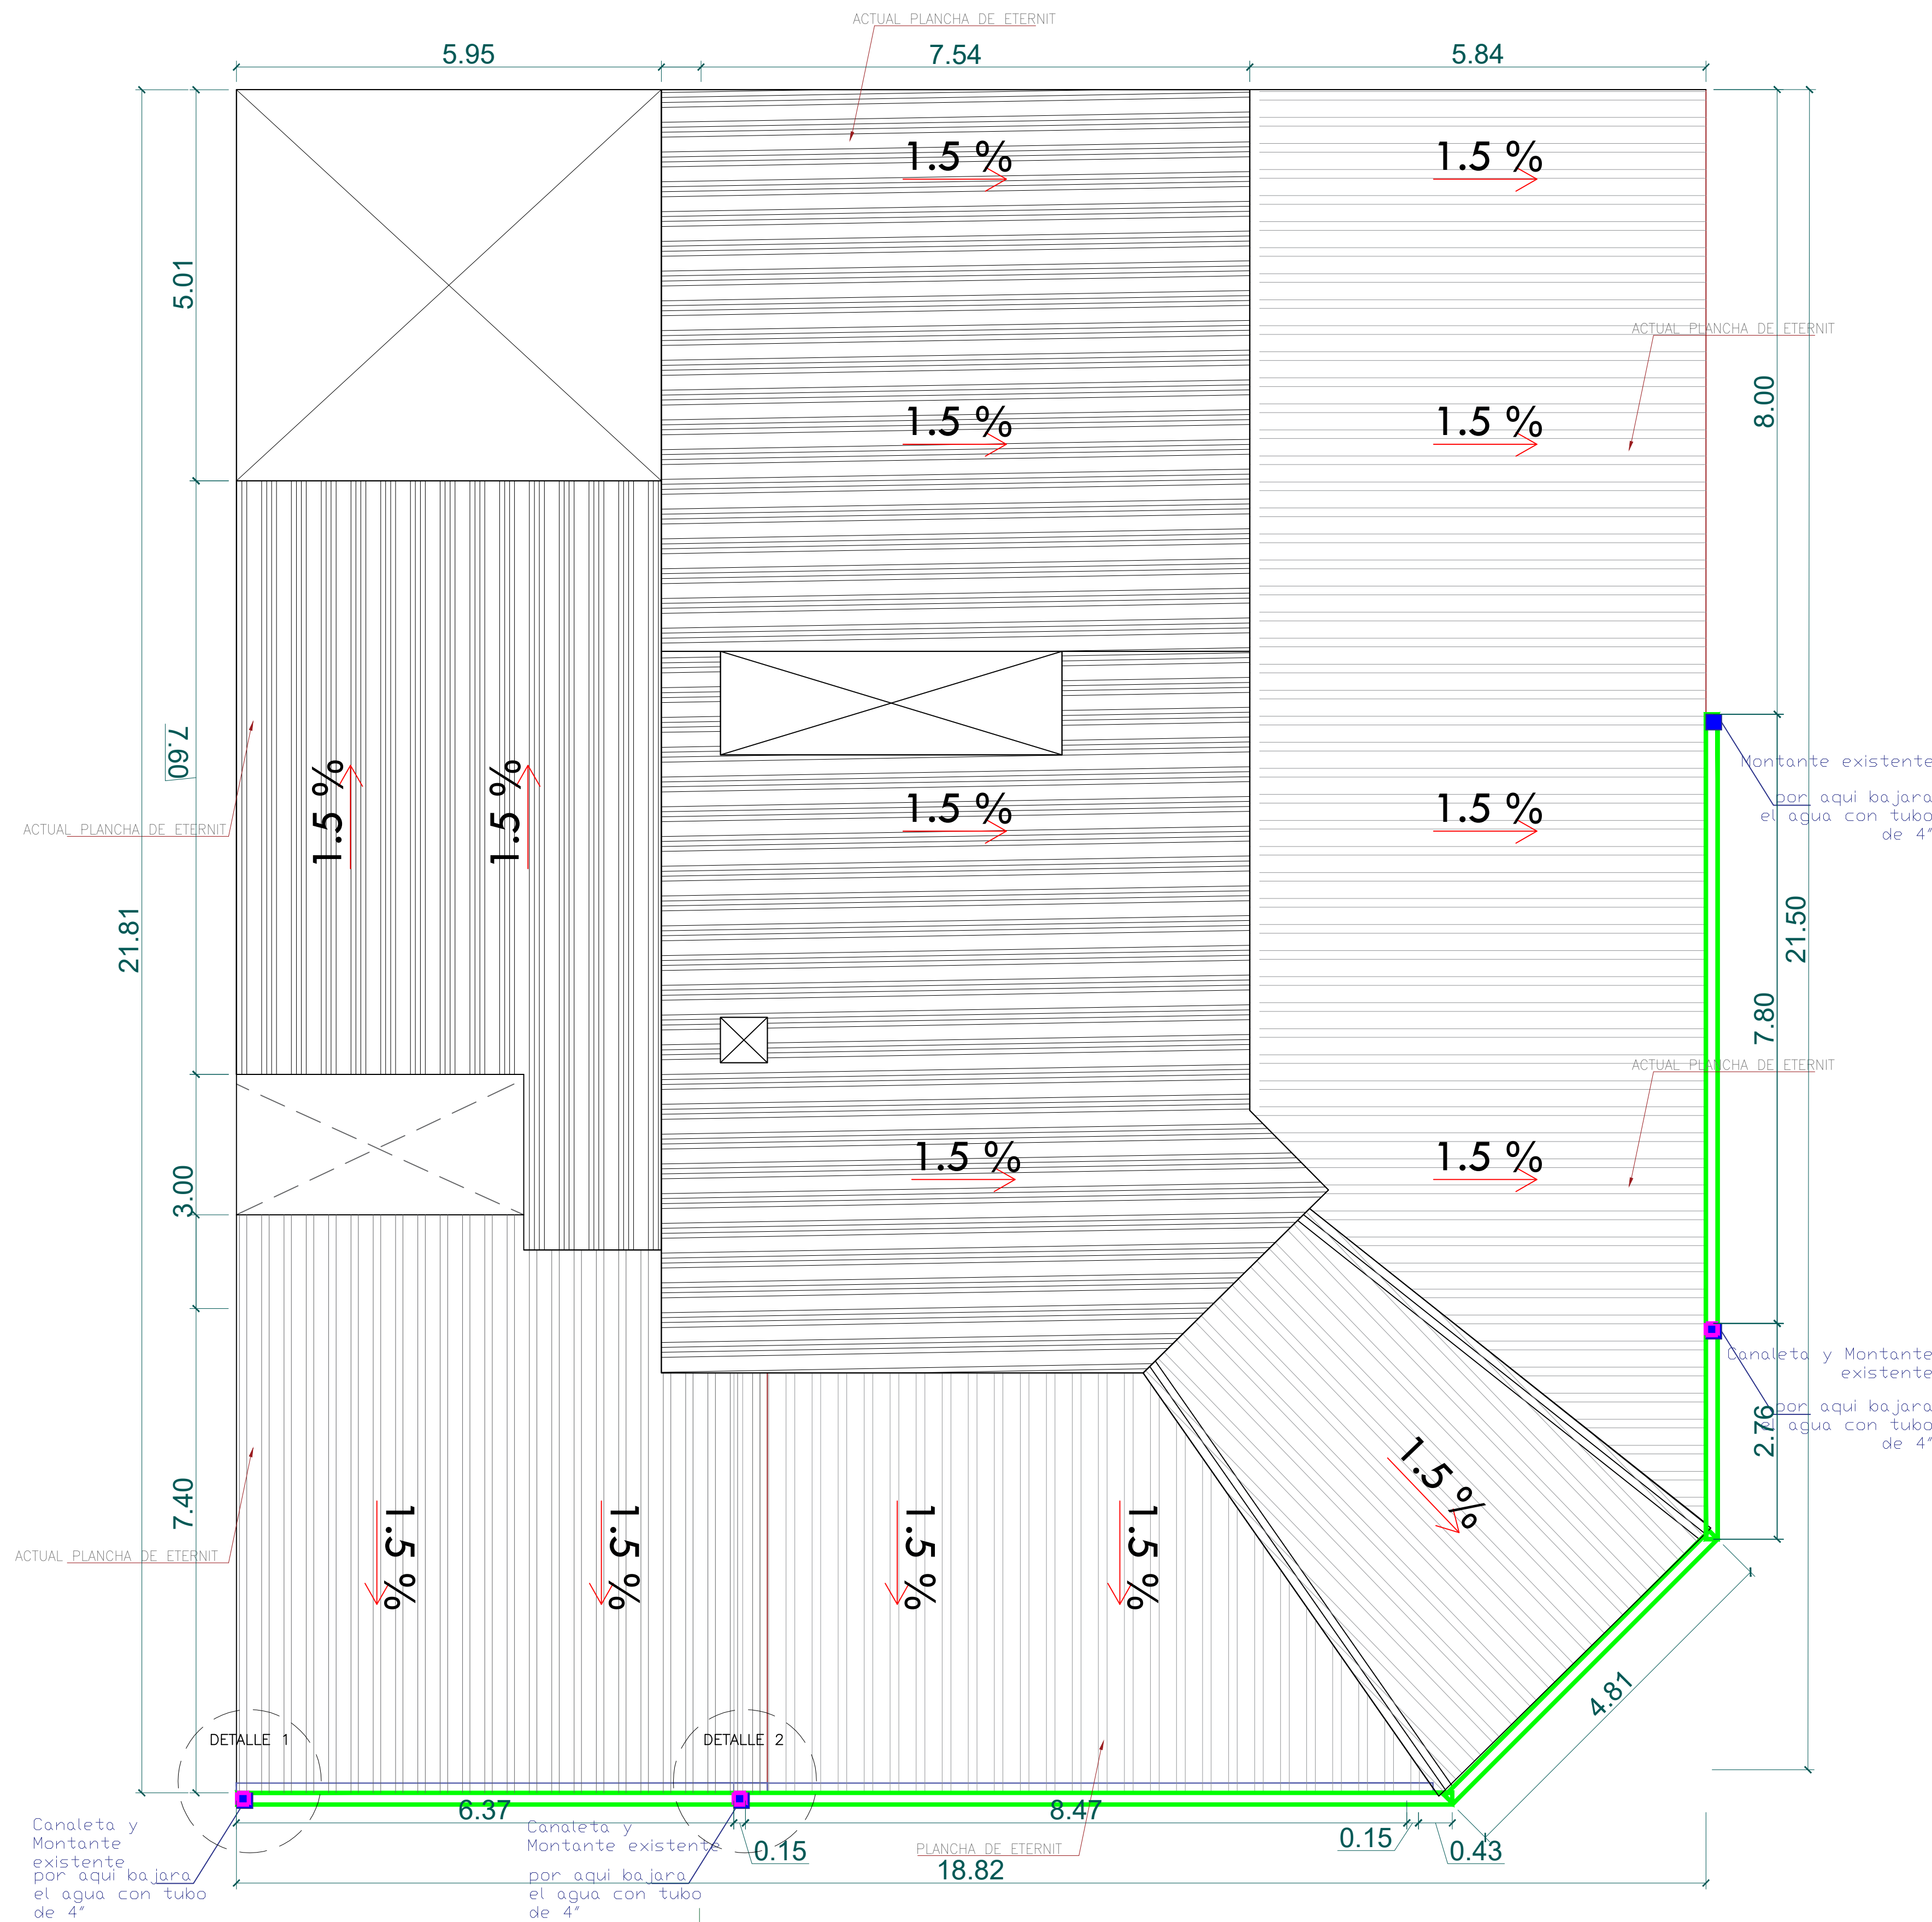 ACTUAL PLANCHA DE ETERNIT
5.95
7.54
5.84
1.5 %
1.5 %
5.01
ACTUAL PLANCHA DE ETERNIT
8.00
1.5 %
1.5 %
7.60
Montante existente
por aqui bajara
el agua con tubo
de 4"
1.5 %
1.5 %
1.5 %
1.5 %
ACTUAL PLANCHA DE ETERNIT
21.81
21.50
7.80
ACTUAL PLANCHA DE ETERNIT
1.5 %
1.5 %
3.00
Canaleta y Montante
existente
por aqui bajara
el agua con tubo
de 4"
2.76
1.5 %
7.40
1.5 %
1.5 %
1.5 %
1.5 %
ACTUAL PLANCHA DE ETERNIT
4.81
DETALLE 1
DETALLE 2
6.37
8.47
0.15
0.15
0.43
PLANCHA DE ETERNIT
18.82
Canaleta y
Montante
existente
por aqui bajara
el agua con tubo
de 4"
Canaleta y
Montante existente
por aqui bajara
el agua con tubo
de 4"